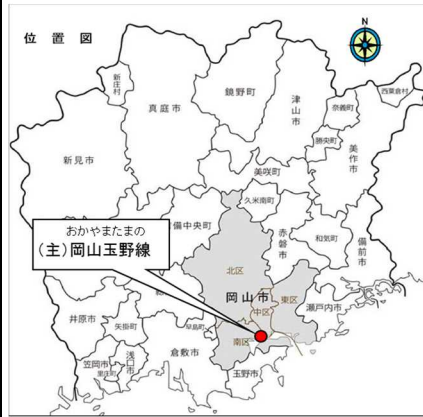 位置図
N
新庄村
真庭市
鏡野町
津山市
奈義町
西粟倉村
勝央町
美作市
新見市
美咲町
久米南町
おかやまたまの
(主)岡山玉野線
備中央町
赤磐市
和気町
備前市
北区
岡山市
東区
中区
瀬戸内市
井原市
矢掛町
早島町
南区
笠岡市
里庄町
浅口市
倉敷市
玉野市